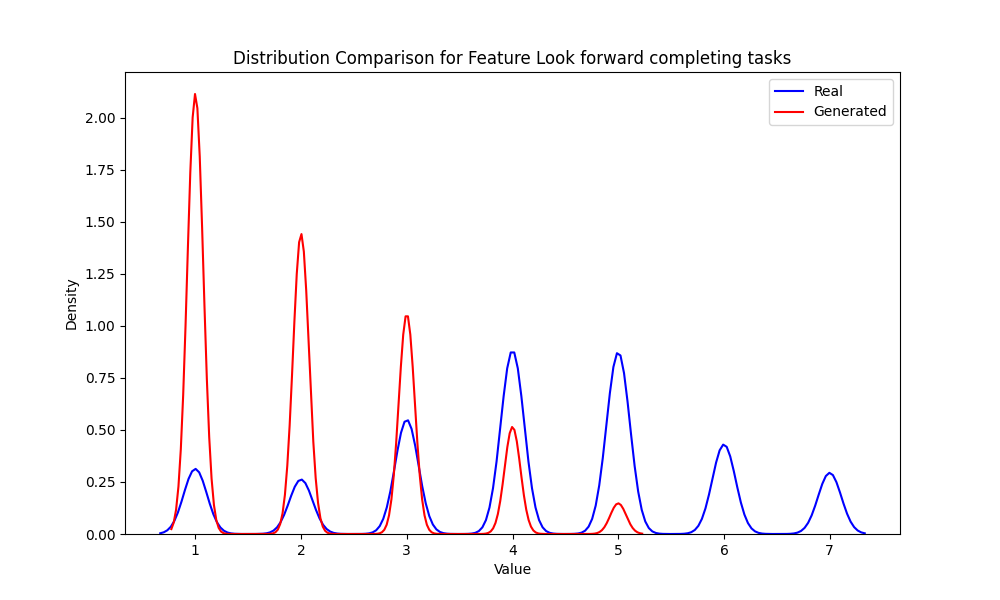 Distribution Comparison for Feature Look forward completing tasks
Real
Generated
2.00
1.75
1.50
1.25
1.00
0.75
0.50
0.25
0.00
Density
1 2 3 4 5 6 7
Value